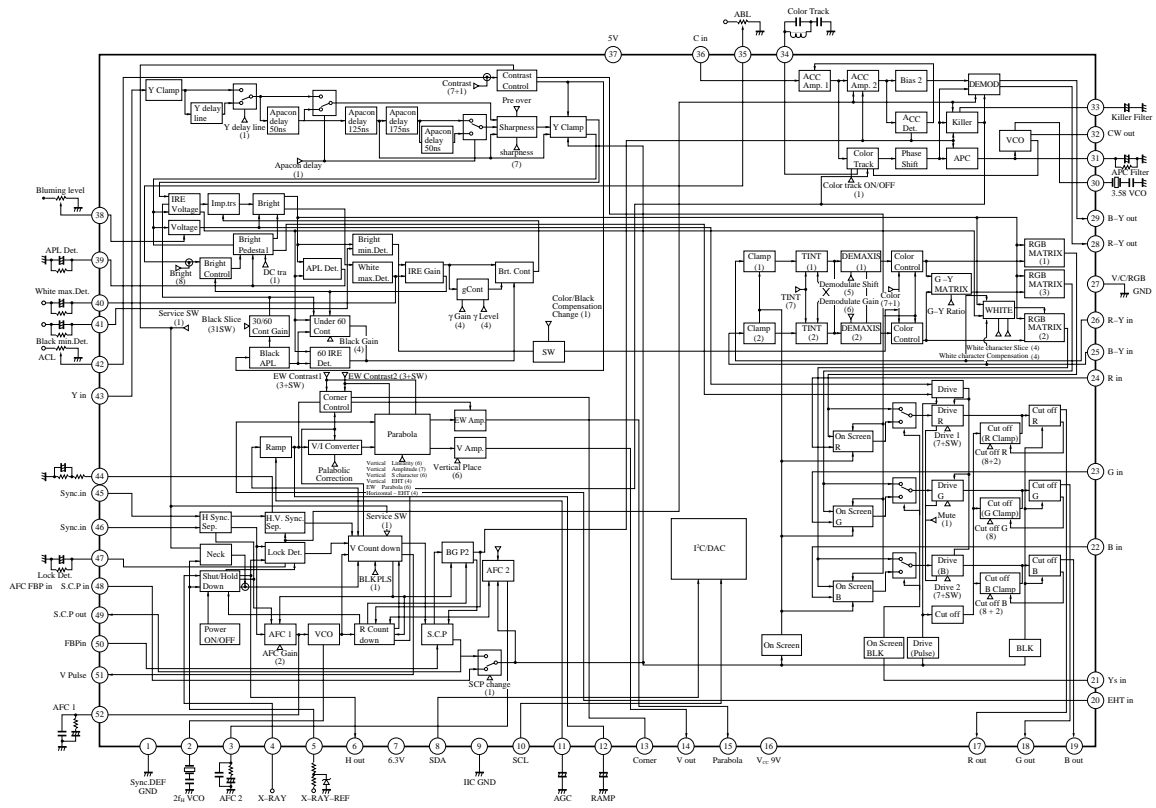 Color Track
ABL
5V
C in
37
36
35
34
Y Clamp
Y delay
line
Y delay line
(1)
Apacon
delay
50ns
Apacon delay
(1)
Apacon
delay
125ns
Apacon
delay
175ns
Apacon
delay
50ns
Contrast
(7+1)
Contrast
Control
Pre over
Sharpness
sharpness
(7)
Y Clamp
ACC
Amp. 1
ACC
Amp. 2
Bias 2
DEMOD
ACC
Det.
Killer
VCO
Color
Track
Phase
Shift
APC
Color track ON/OFF
(1)
33
Killer Filter
32
CW out
31
APC Filter
30
3.58 VCO
29
B–Y out
28
R–Y out
27
V/C/RGB
GND
26
R–Y in
25
B–Y in
24
R in
23
G in
22
B in
21
Ys in
20
EHT in
Bluming level
38
APL Det.
39
White max.Det.
40
41
Black min.Det.
ACL
42
Y in
43
44
Sync.in
45
Sync.in
46
47
Lock Det.
AFC FBP in
S.C.P in
48
S.C.P out
49
FBPin
50
V Pulse
51
AFC 1
52
IRE
Voltage
Imp.trs
Bright
Voltage
Bright
Pedesta1
Bright
(8)
Bright
Control
DC tra
(1)
APL Det.
Bright
min.Det.
White
max.Det.
IRE Gain
gCont
γ Gain
(4)
γ Level
(4)
Brt. Cont
Service SW
(1)
Black Slice
(31SW)
30/60
Cont Gain
Under 60
Cont
Black Gain
(4)
Black
APL
60 IRE
Det.
Color/Black
Change (1)
SW
Clamp
(1)
TINT
(1)
DEMAXIS
(1)
Color
Control
TINT
(7)
Demodulate Shift
(5)
Demodulate Gain
(6)
Color
(7+1)
Clamp
(2)
TINT
(2)
DEMAXIS
(2)
Color
Control
G –Y
MATRIX
G–Y Ratio
RGB
MATRIX
(1)
RGB
MATRIX
(3)
WHITE
RGB
MATRIX
(2)
White character Slice (4)
White character Compensation (4)
EW Contrast1
(3+SW)
EW Contrast2 (3+SW)
Corner
Control
Ramp
V/I Converter
Palabolic
Correction
Parabola
EW Amp.
V Amp.
Vertical Place
(6)
Vertical Linearity (6)
Vertical Amplitude (7)
Vertical S character (6)
Vertical EHT (4)
EW Parabola (6)
Horizontal – EHT (4)
Service SW
(1)
H Sync.
Sep.
H.V. Sync.
Sep.
Neck
Lock Det.
V Count down
BLKPLS
(1)
Shut/Hold
Down
Power
ON/OFF
AFC 1
AFC Gain
(2)
VCO
R Count
down
BG P2
AFC 2
S.C.P
SCP change
(1)
I²C/DAC
On Screen
R
On Screen
G
On Screen
B
Drive
Drive
R
Drive 1
(7+SW)
Cut off
(R Clamp)
Cut off R
(8+2)
Cut off
R
Drive
G
Mute
(1)
Cut off
(G Clamp)
Cut off G
(8)
Cut off
G
Drive
(B)
Drive 2
(7+SW)
Cut off
B Clamp
Cut off B
(8 + 2)
Cut off
B
Cut off
On Screen
On Screen
BLK
Drive
(Pulse)
BLK
1
2
3
4
5
6
7
8
9
10
11
12
13
14
15
16
17
18
19
Sync.DEF
GND
2fH VCO
AFC 2
X–RAY
X–RAY–REF
H out
6.3V
SDA
IIC GND
SCL
AGC
RAMP
Corner
V out
Parabola
Vcc 9V
R out
G out
B out